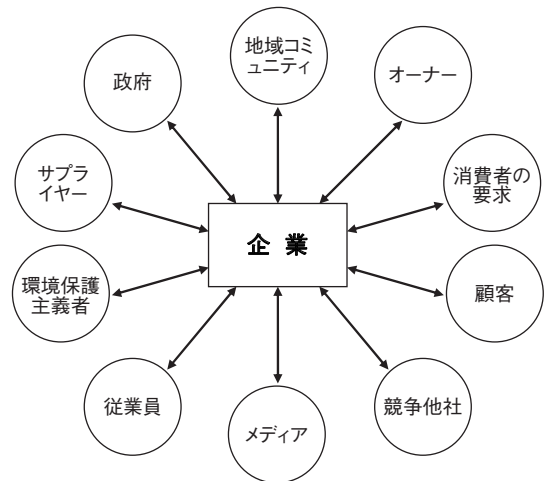 地域コミ
ュニティ
オーナー
政府
消費者の
要求
サプラ
イヤー
企 業
環境保護
主義者
顧客
従業員
メディア
競争他社